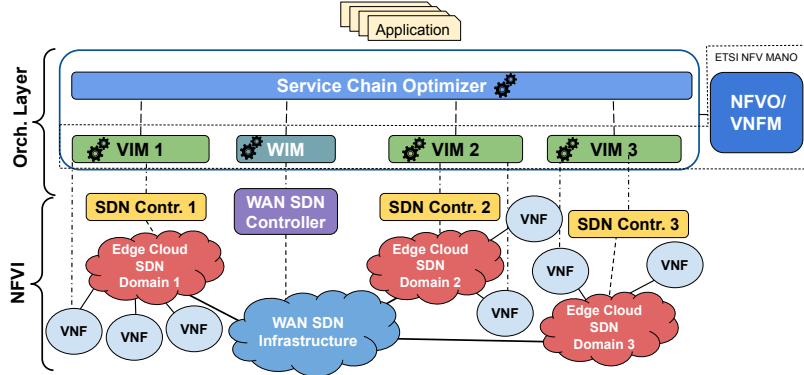 Application
ETSI NFV MANO
Orch. Layer
Service Chain Optimizer
NFVO/
VNFM
VIM 1
WIM
VIM 2
VIM 3
NFVI
SDN Contr. 1
WAN SDN
Controller
SDN Contr. 2
VNF
SDN Contr. 3
Edge Cloud
SDN
Domain 1
Edge Cloud
SDN
Domain 2
VNF
VNF
VNF
VNF
VNF
VNF
WAN SDN
Infrastructure
Edge Cloud
SDN
Domain 3